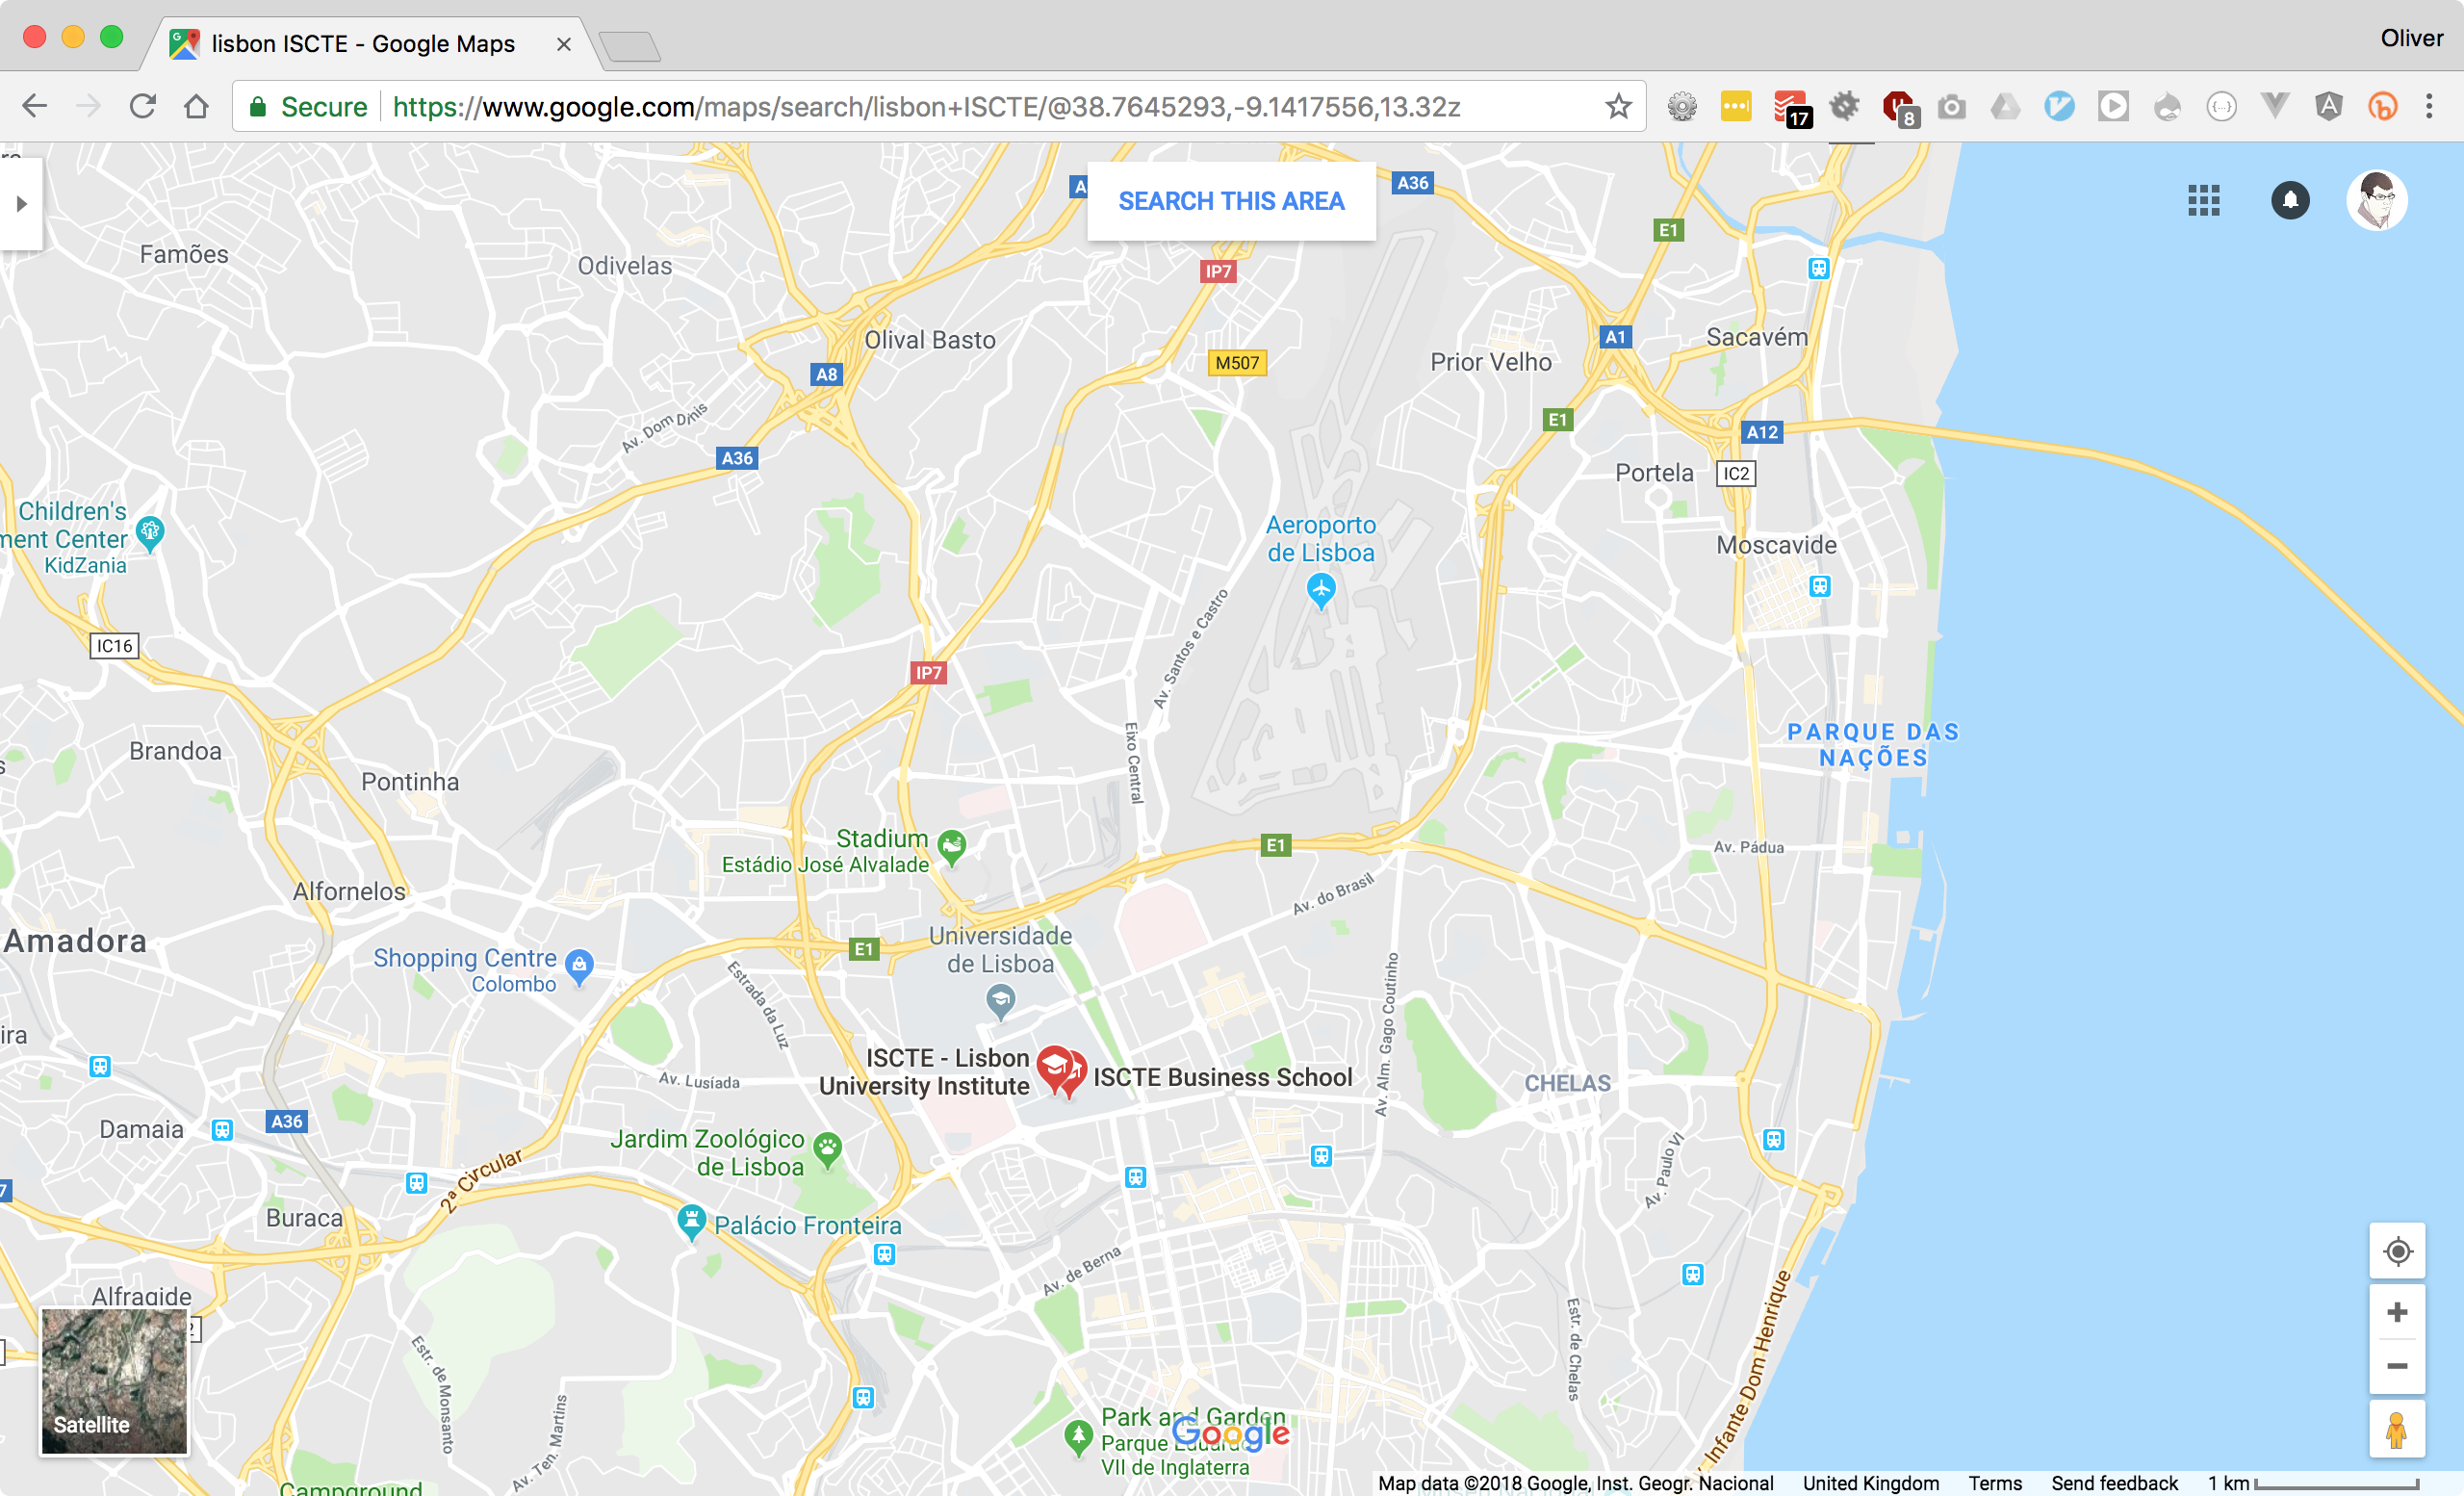 lisbon ISCTE - Google Maps
Oliver
Secure
https://www.google.com/maps/search/lisbon+ISCTE/@38.7645293,-9.1417556,13.32z
17
8
SEARCH THIS AREA
A36
E1
Famões
Odivelas
IP7
Olival Basto
A1
Sacavém
M507
Prior Velho
A8
Av. Dom Dinis
E1
A12
A36
Portela
IC2
Children's
ment Center
KidZania
Aeroporto
de Lisboa
Moscavide
IC16
Av. Santos e Castro
IP7
PARQUE DAS
NAÇÕES
Brandoa
Eixo Central
Pontinha
Stadium
Estádio José Alvalade
E1
Av. Pádua
Alfornelos
Av. do Brasil
Amadora
Universidade
de Lisboa
E1
Shopping Centre
Colombo
Estrada da Luz
Av. Alm. Gago Coutinho
ira
ISCTE - Lisbon
University Institute
ISCTE Business School
Av. Lusíada
CHELAS
A36
Damaia
Jardim Zoológico
de Lisboa
Av. Paulo VI
2ª Circular
7
Buraca
Palácio Fronteira
Av. de Berna
Alfragide
Estr. de Monsanto
Estr. de Chelas
Infante Dom Henrique
Av. Ten. Martins
Satellite
Park and Garden
Parque Eduardo
VII de Inglaterra
Google
Campground
Map data ©2018 Google, Inst. Geogr. Nacional
United Kingdom
Terms
Send feedback
1 km